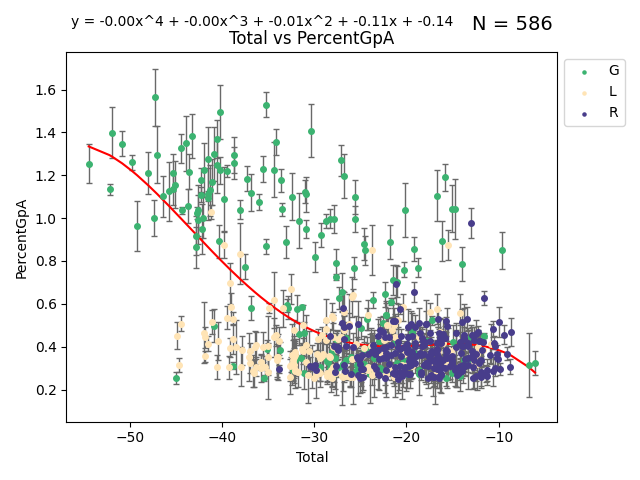 y = -0.00x^4 + -0.00x^3 + -0.01x^2 + -0.11x + -0.14
N = 586
Total vs PercentGpA
G
L
R
PercentGpA
1.6
1.4
1.2
1.0
0.8
0.6
0.4
0.2
−50
−40
−30
−20
−10
Total